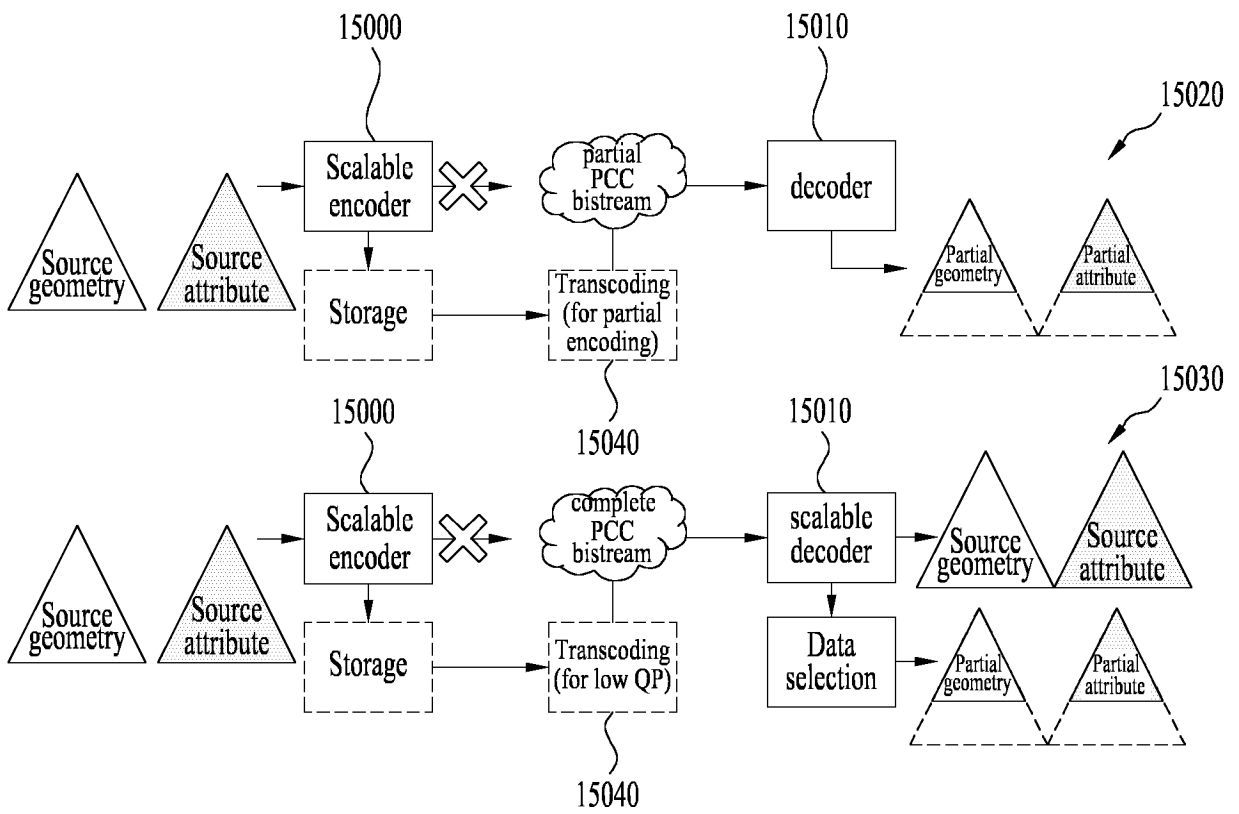 15000
15010
15020
Source
geometry
Source
attribute
Scalable
encoder
partial
PCC
bistream
decoder
Partial
geometry
Partial
attribute
Storage
Transcoding
(for partial
encoding)
15040
15030
15000
15010
Source
geometry
Source
attribute
Scalable
encoder
complete
PCC
bistream
scalable
decoder
Source
geometry
Source
attribute
Storage
Transcoding
(for low QP)
Data
selection
Partial
geometry
Partial
attribute
15040